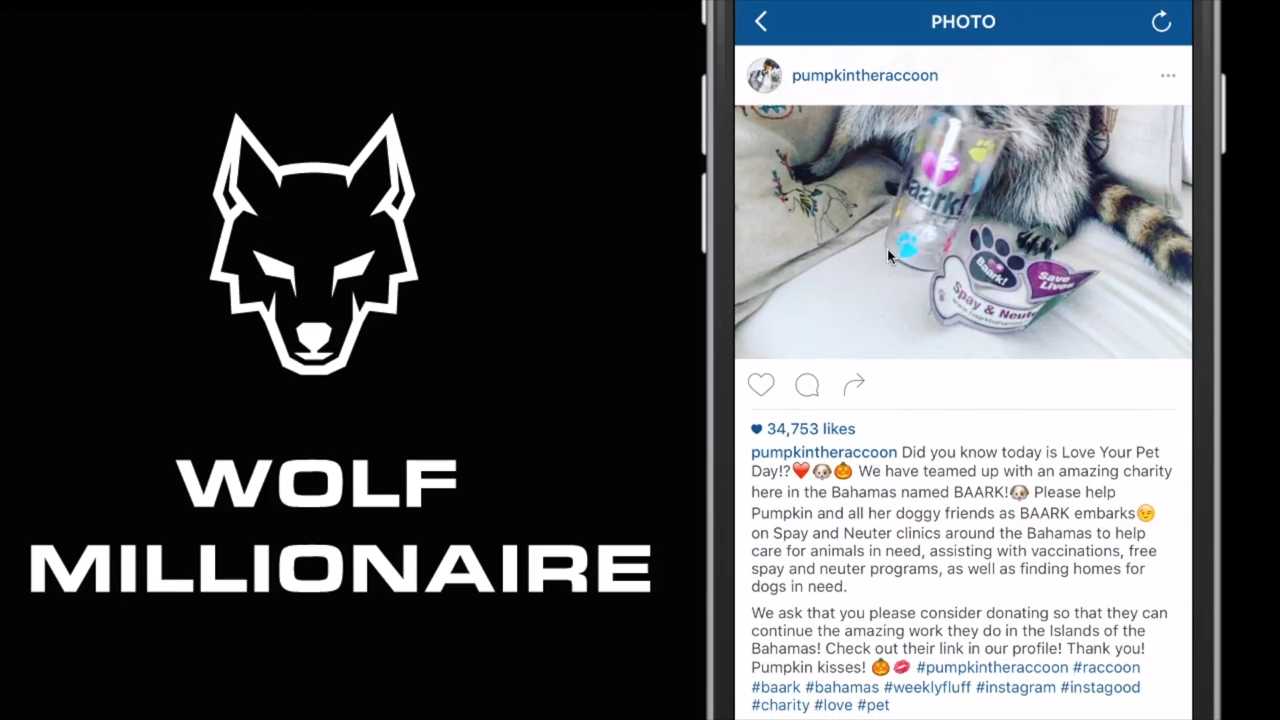 WOLF
MILLIONAIRE
PHOTO
pumpkintheraccoon
Baark!
Baark!
Save
Spay &
34,753 likes
pumpkintheraccoon Did you know today is Love Your Pet
Day!?❤️🐶🎃 We have teamed up with an amazing charity
here in the Bahamas named BAARK!🐶 Please help
Pumpkin and all her doggy friends as BAARK embarks😉
on Spay and Neuter clinics around the Bahamas to help
care for animals in need, assisting with vaccinations, free
spay and neuter programs, as well as finding homes for
dogs in need.
We ask that you please consider donating so that they can
continue the amazing work they do in the Islands of the
Bahamas! Check out their link in our profile! Thank you!
Pumpkin kisses! 🎃💋 #pumpkintheraccoon #raccoon
#baark #bahamas #weeklyfluff #instagram #instagood
#charity #love #pet